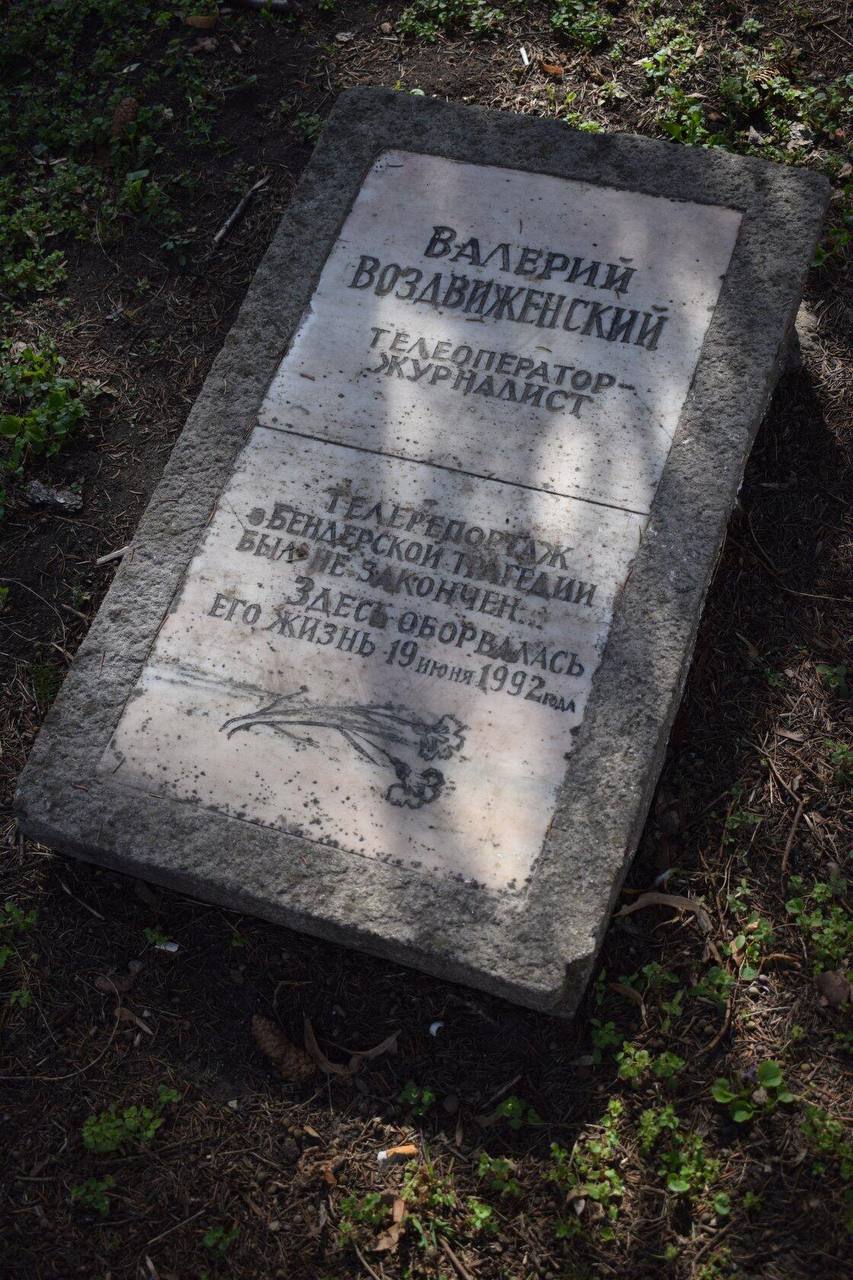 ВАЛЕРИЙ
ВОЗДВИЖЕНСКИЙ
ТЕЛЕОПЕРАТОР-
ЖУРНАЛИСТ
ТЕЛЕРЕПОРТАЖ
О БЕНДЕРСКОЙ ТРАГЕДИИ
БЫЛ НЕ ЗАКОНЧЕН...
ЗДЕСЬ ОБОРВАЛАСЬ
ЕГО ЖИЗНЬ 19 ИЮНЯ 1992 ГОДА